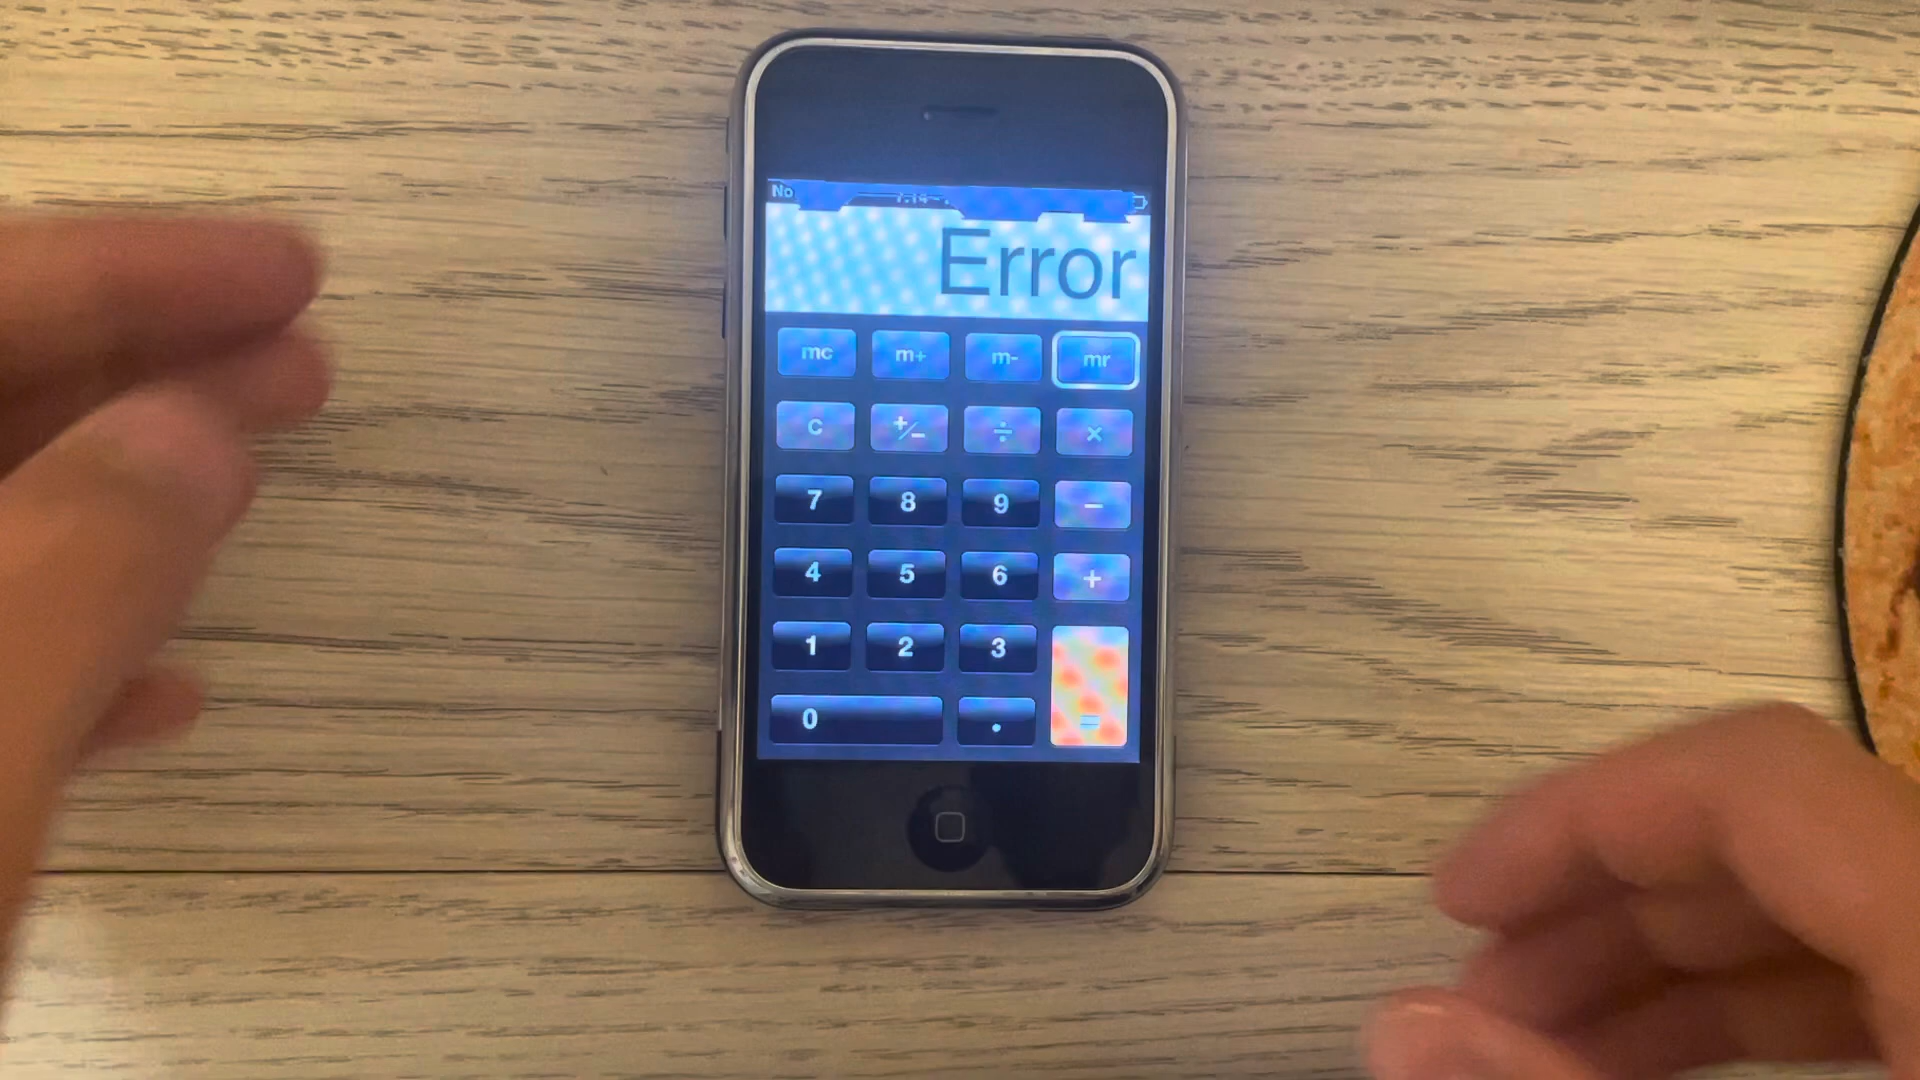 No
Error
mc m+ m- mr
C +/− ÷ ×
7 8 9 −
4 5 6 +
1 2 3
0 . =